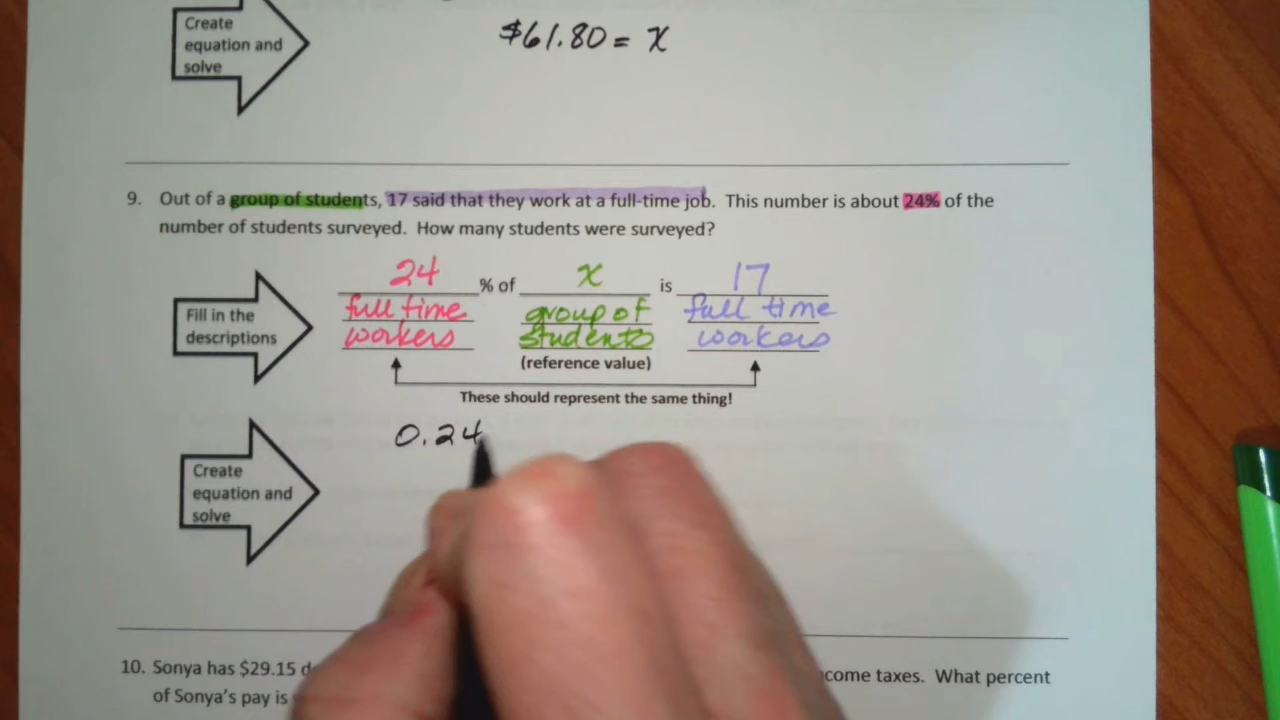 Create
equation and
solve
$61.80 = x
9. Out of a group of students, 17 said that they work at a full-time job. This number is about 24% of the
number of students surveyed. How many students were surveyed?
Fill in the
descriptions
24 % of x is 17
full time group of full time
workers students workers
(reference value)
These should represent the same thing!
Create
equation and
solve
0.24
10. Sonya has $29.15 come taxes. What percent
of Sonya's pay is